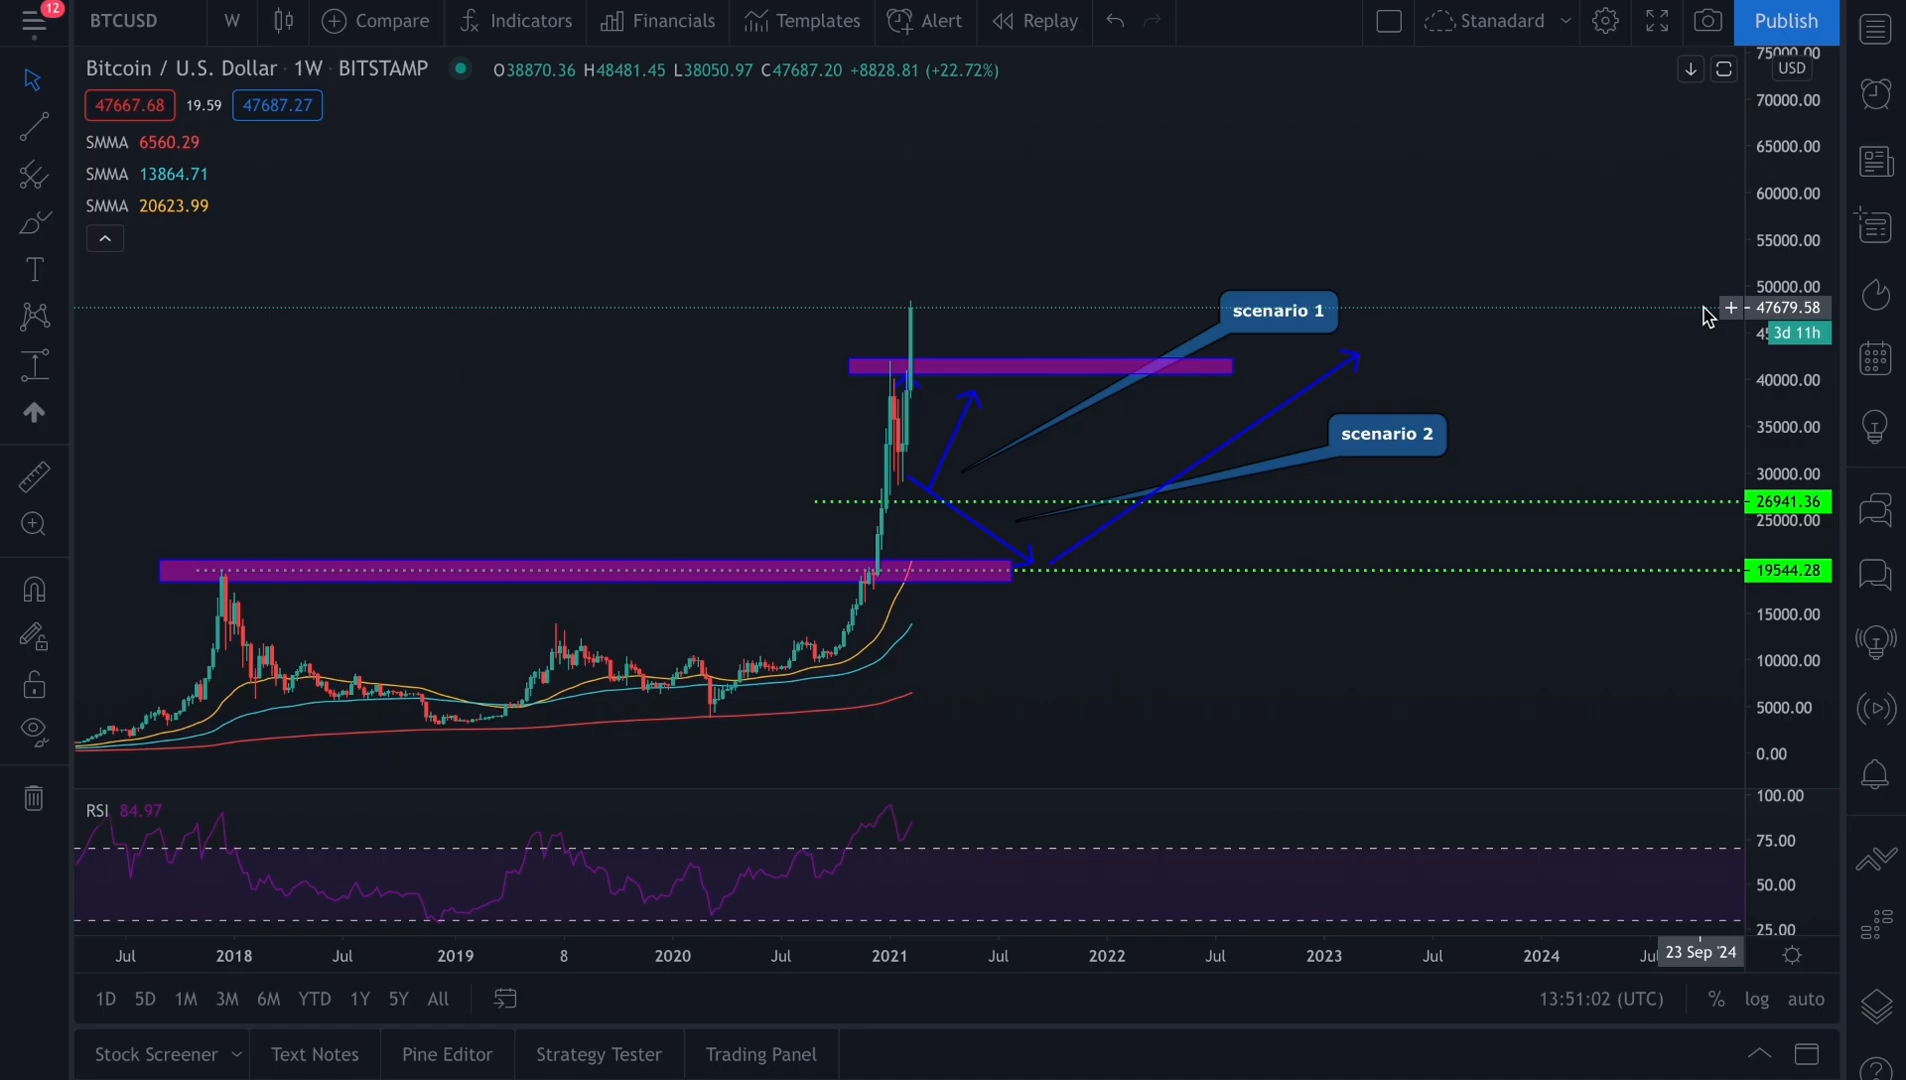 12
BTCUSD W Compare Indicators Financials Templates Alert Replay Stanadard Publish
Bitcoin / U.S. Dollar · 1W · BITSTAMP O38870.36 H48481.45 L38050.97 C47687.20 +8828.81 (+22.72%)
47667.68 19.59 47687.27
SMMA 6560.29
SMMA 13864.71
SMMA 20623.99
75000.00
USD
70000.00
65000.00
60000.00
55000.00
50000.00
47679.58
3d 11h
40000.00
35000.00
30000.00
26941.36
25000.00
19544.28
15000.00
10000.00
5000.00
0.00
scenario 1
scenario 2
RSI 84.97
100.00
75.00
50.00
25.00
Jul 2018 Jul 2019 8 2020 Jul 2021 Jul 2022 Jul 2023 Jul 2024 23 Sep '24
1D 5D 1M 3M 6M YTD 1Y 5Y All 13:51:02 (UTC) % log auto
Stock Screener Text Notes Pine Editor Strategy Tester Trading Panel